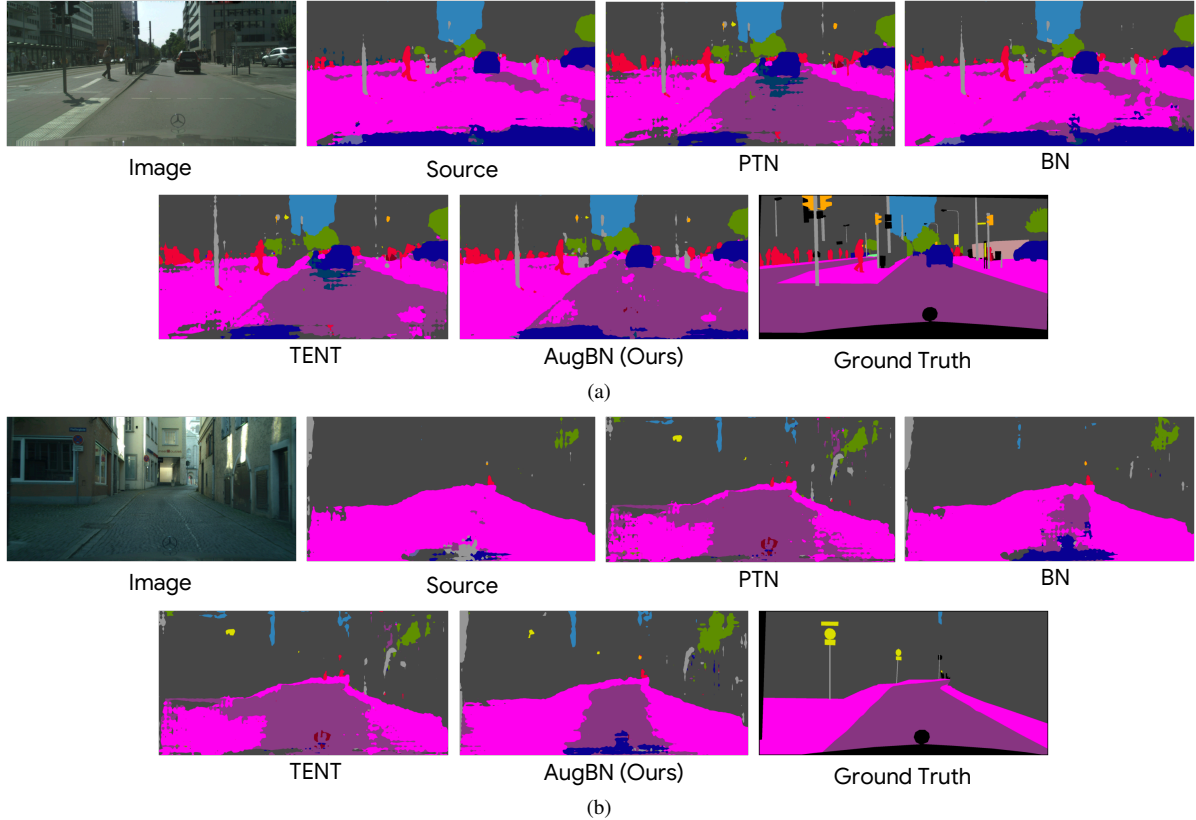 Image
Source
PTN
BN
TENT
AugBN (Ours)
Ground Truth
(a)
Image
Source
PTN
BN
TENT
AugBN (Ours)
Ground Truth
(b)